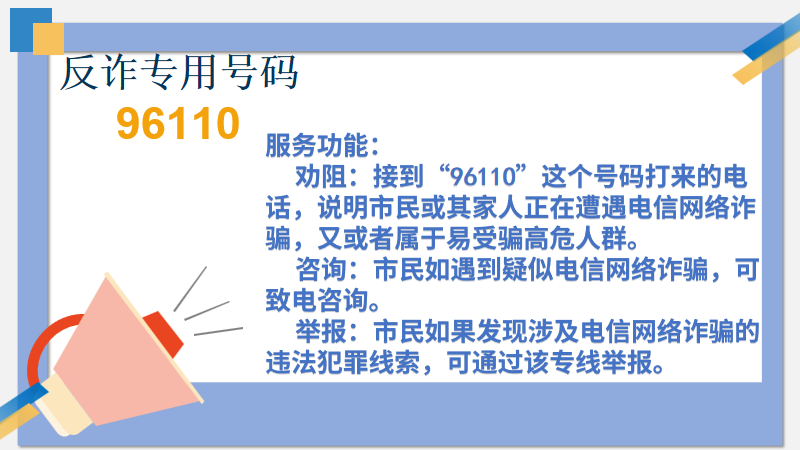 反诈专用号码
96110
服务功能：
劝阻：接到“96110”这个号码打来的电
话，说明市民或其家人正在遭遇电信网络诈
骗，又或者属于易受骗高危人群。
咨询：市民如遇到疑似电信网络诈骗，可
致电咨询。
举报：市民如果发现涉及电信网络诈骗的
违法犯罪线索，可通过该专线举报。